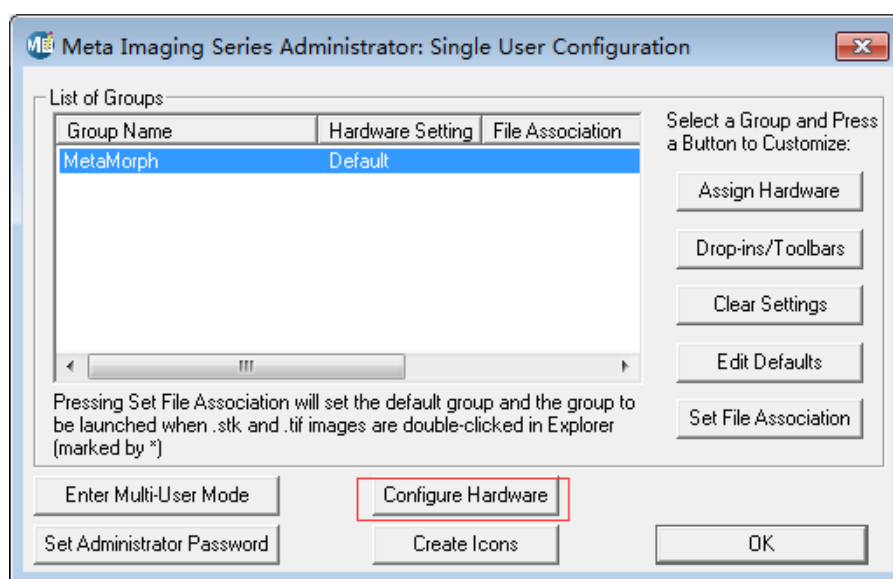 Meta Imaging Series Administrator: Single User Configuration
List of Groups
Group Name Hardware Setting File Association
MetaMorph Default
Pressing Set File Association will set the default group and the group to
be launched when .stk and .tif images are double-clicked in Explorer
(marked by *)
Select a Group and Press
a Button to Customize:
Assign Hardware
Drop-ins/Toolbars
Clear Settings
Edit Defaults
Set File Association
Enter Multi-User Mode
Configure Hardware
Set Administrator Password
Create Icons
OK